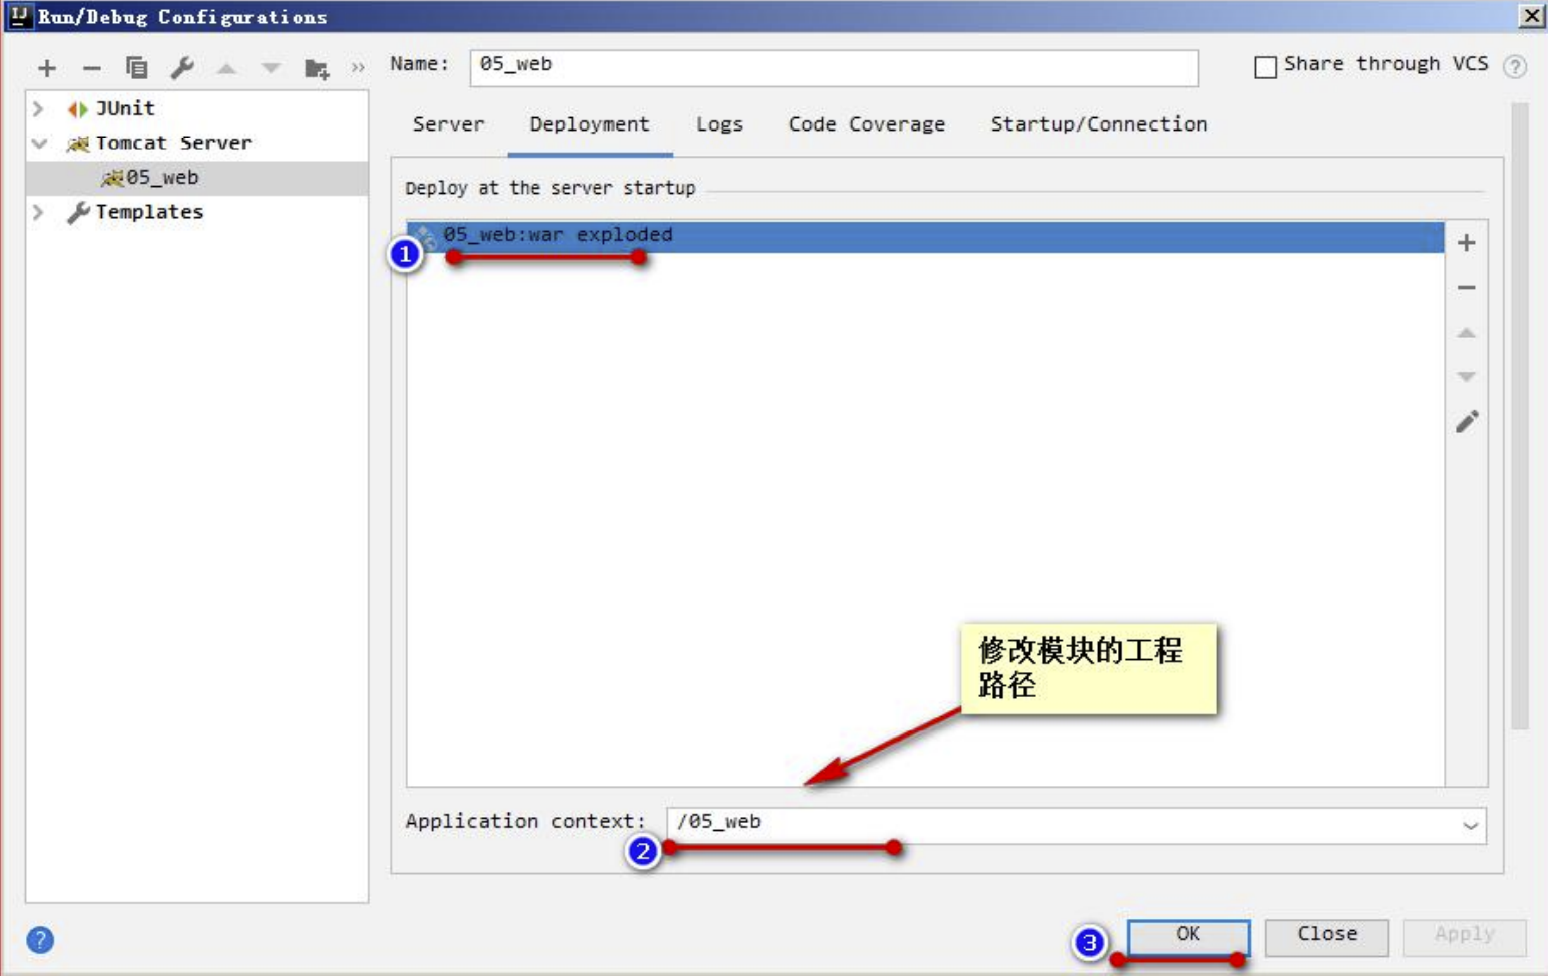 Run/Debug Configurations
Name: 05_web
Share through VCS ?
JUnit
Tomcat Server
05_web
Templates
Server Deployment Logs Code Coverage Startup/Connection
Deploy at the server startup
05_web:war exploded
1
修改模块的工程
路径
Application context: /05_web
2
?
3
OK Close Apply